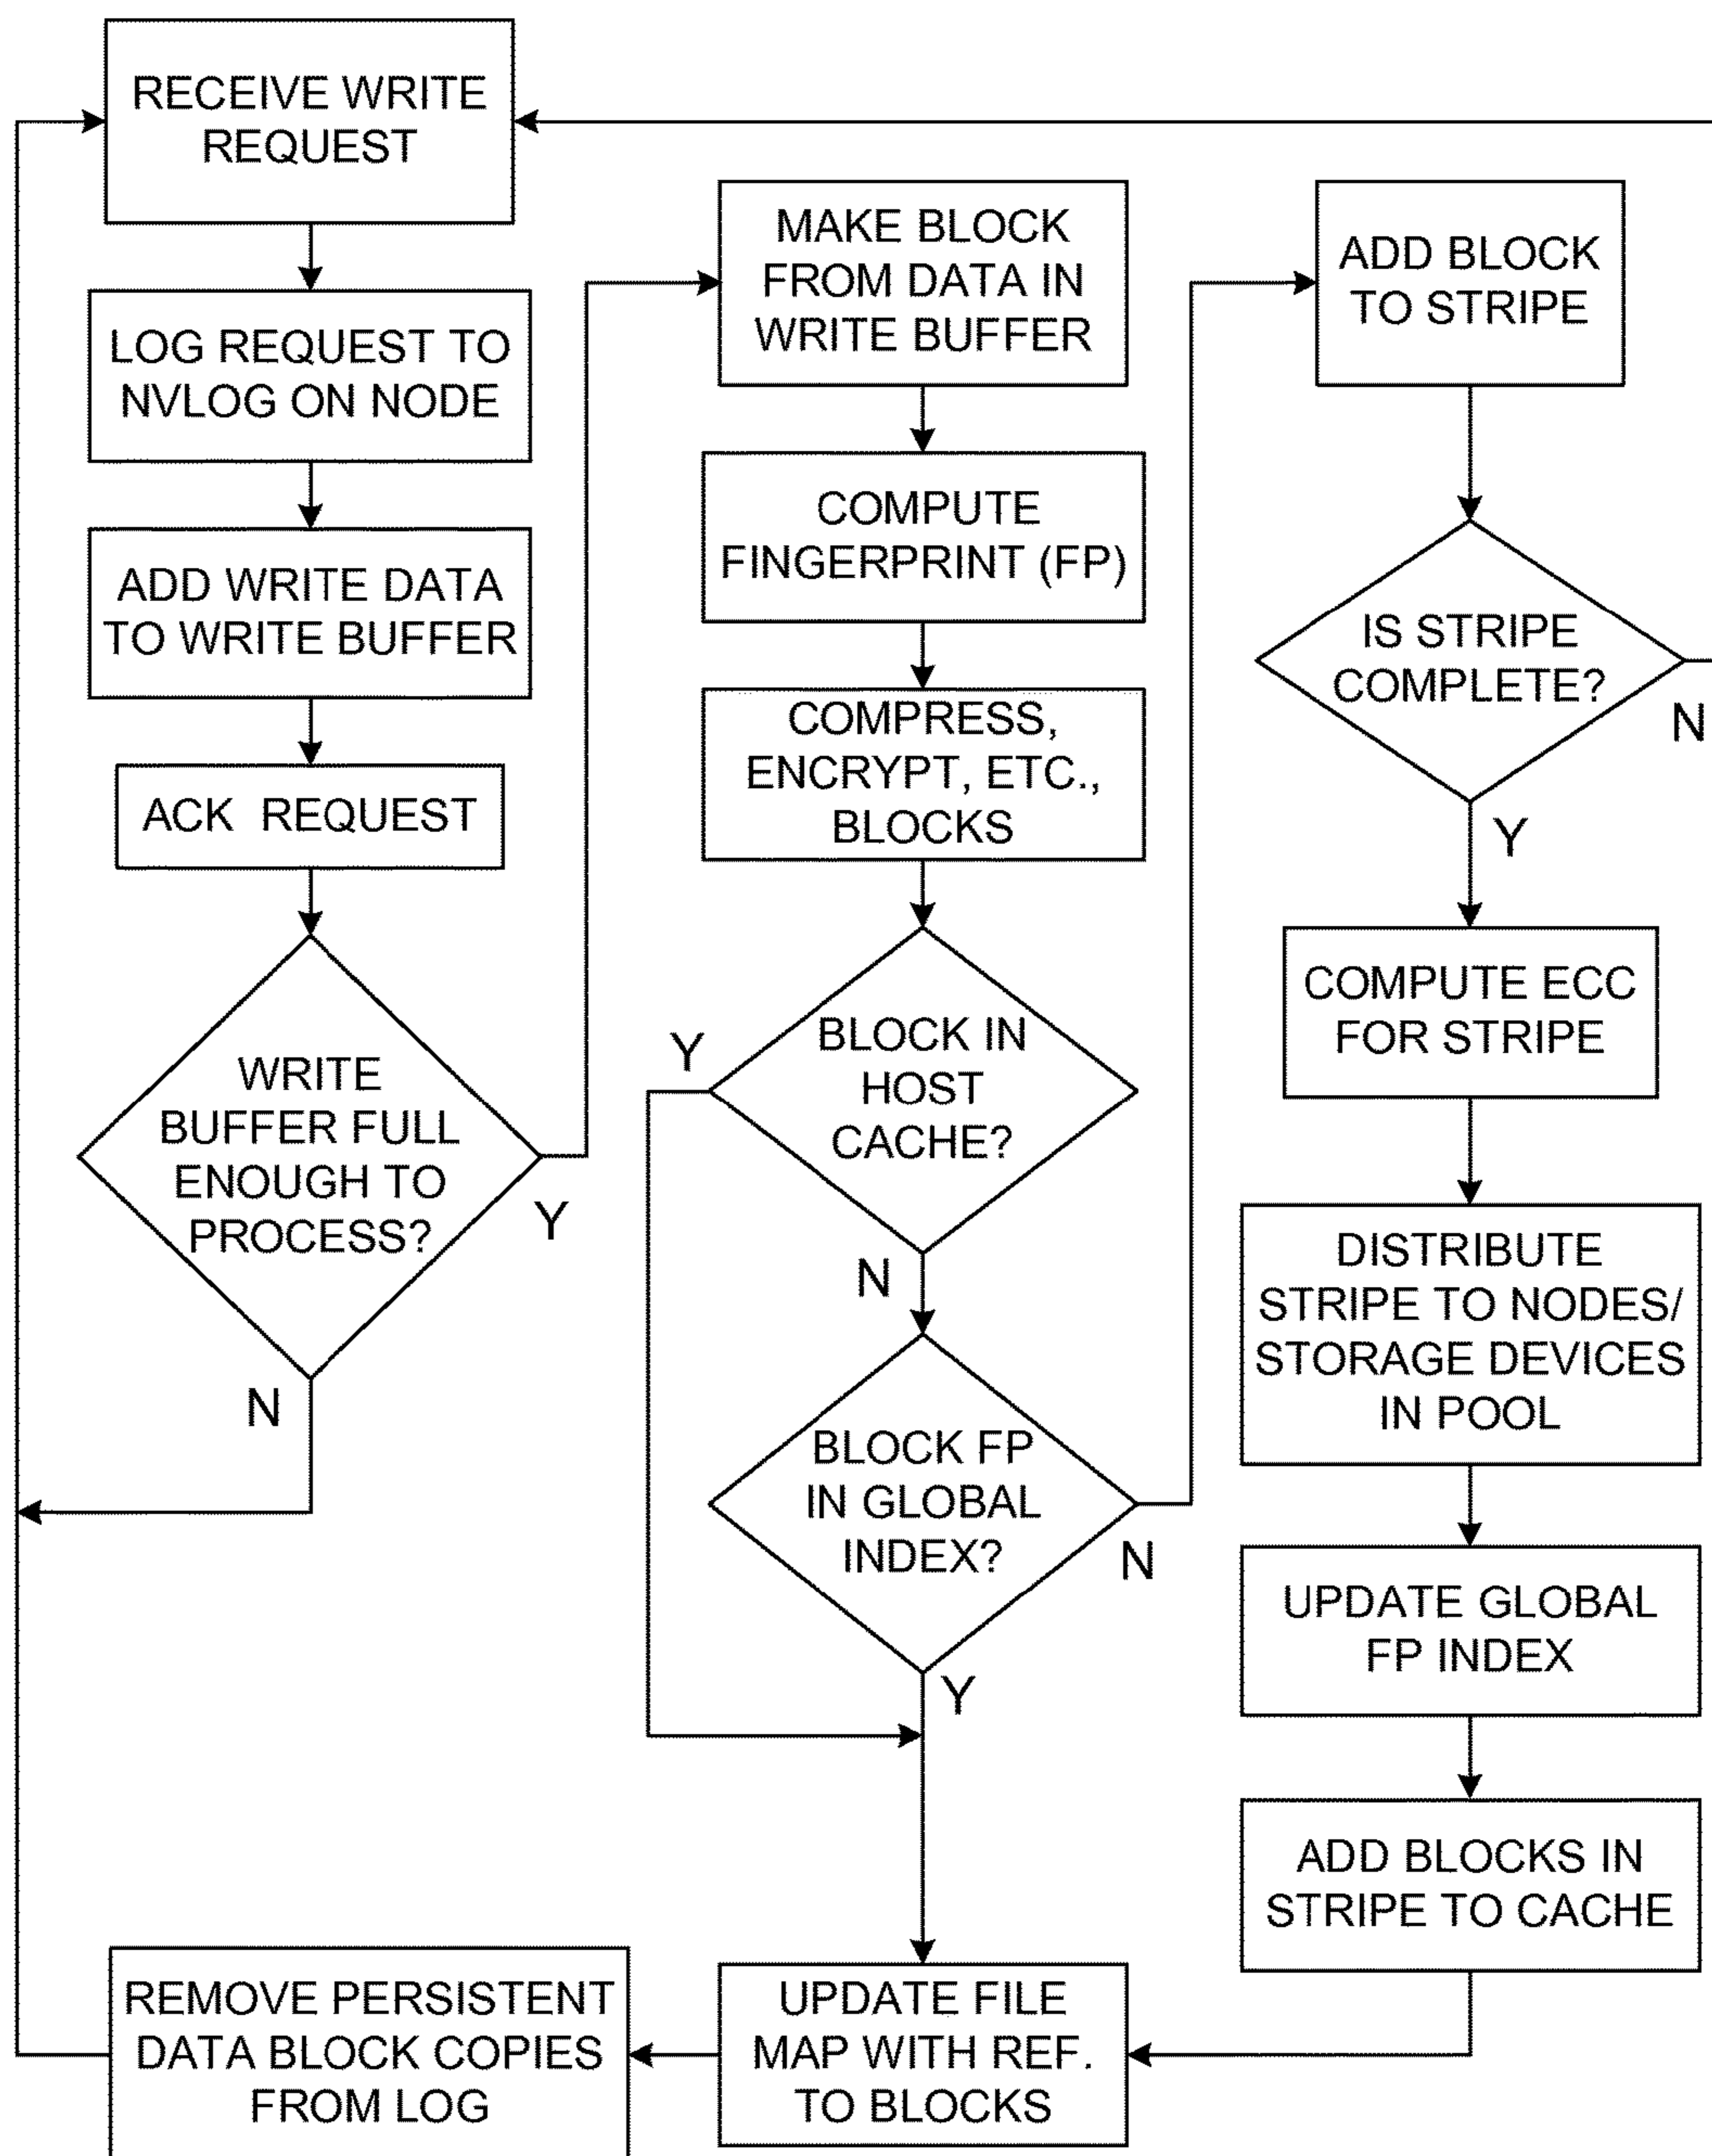 RECEIVE WRITE
REQUEST
LOG REQUEST TO
NVLOG ON NODE
ADD WRITE DATA
TO WRITE BUFFER
ACK REQUEST
WRITE
BUFFER FULL
ENOUGH TO
PROCESS?
Y
N
MAKE BLOCK
FROM DATA IN
WRITE BUFFER
COMPUTE
FINGERPRINT (FP)
COMPRESS,
ENCRYPT, ETC.,
BLOCKS
BLOCK IN
HOST
CACHE?
Y
N
BLOCK FP
IN GLOBAL
INDEX?
N
Y
ADD BLOCK
TO STRIPE
IS STRIPE
COMPLETE?
N
Y
COMPUTE ECC
FOR STRIPE
DISTRIBUTE
STRIPE TO NODES/
STORAGE DEVICES
IN POOL
UPDATE GLOBAL
FP INDEX
ADD BLOCKS IN
STRIPE TO CACHE
UPDATE FILE
MAP WITH REF.
TO BLOCKS
REMOVE PERSISTENT
DATA BLOCK COPIES
FROM LOG